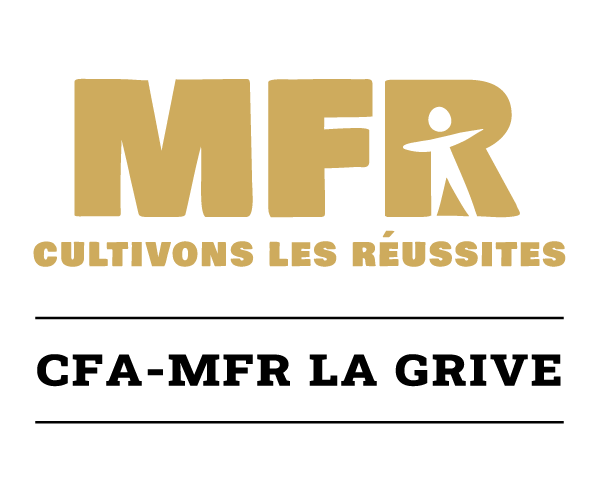 MFR
CULTIVONS LES RÉUSSITES
CFA-MFR LA GRIVE